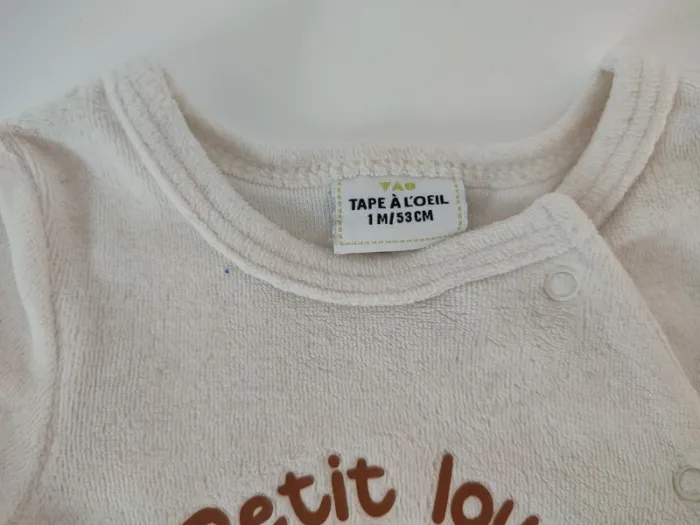 TAO
TAPE À L'OEIL
1 M/53 CM
petit lou